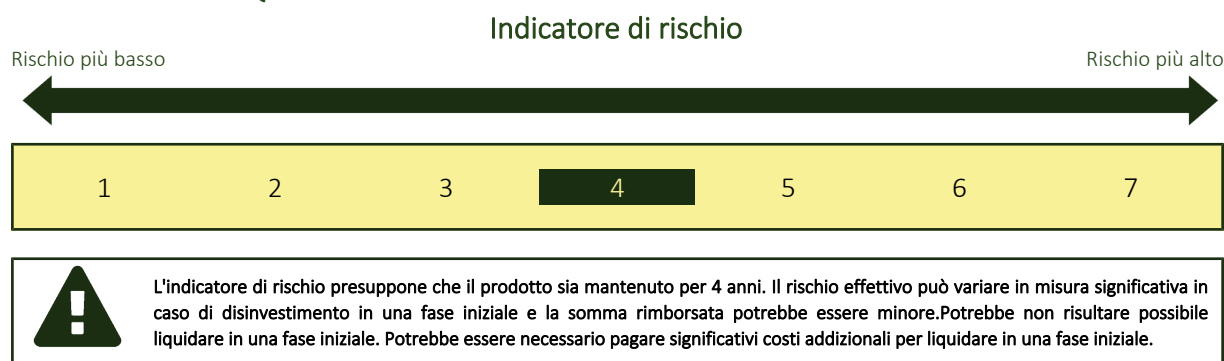 Indicatore di rischio
Rischio più basso
Rischio più alto
1 2 3 4 5 6 7
L'indicatore di rischio presuppone che il prodotto sia mantenuto per 4 anni. Il rischio effettivo può variare in misura significativa in
caso di disinvestimento in una fase iniziale e la somma rimborsata potrebbe essere minore.Potrebbe non risultare possibile
liquidare in una fase iniziale. Potrebbe essere necessario pagare significativi costi addizionali per liquidare in una fase iniziale.